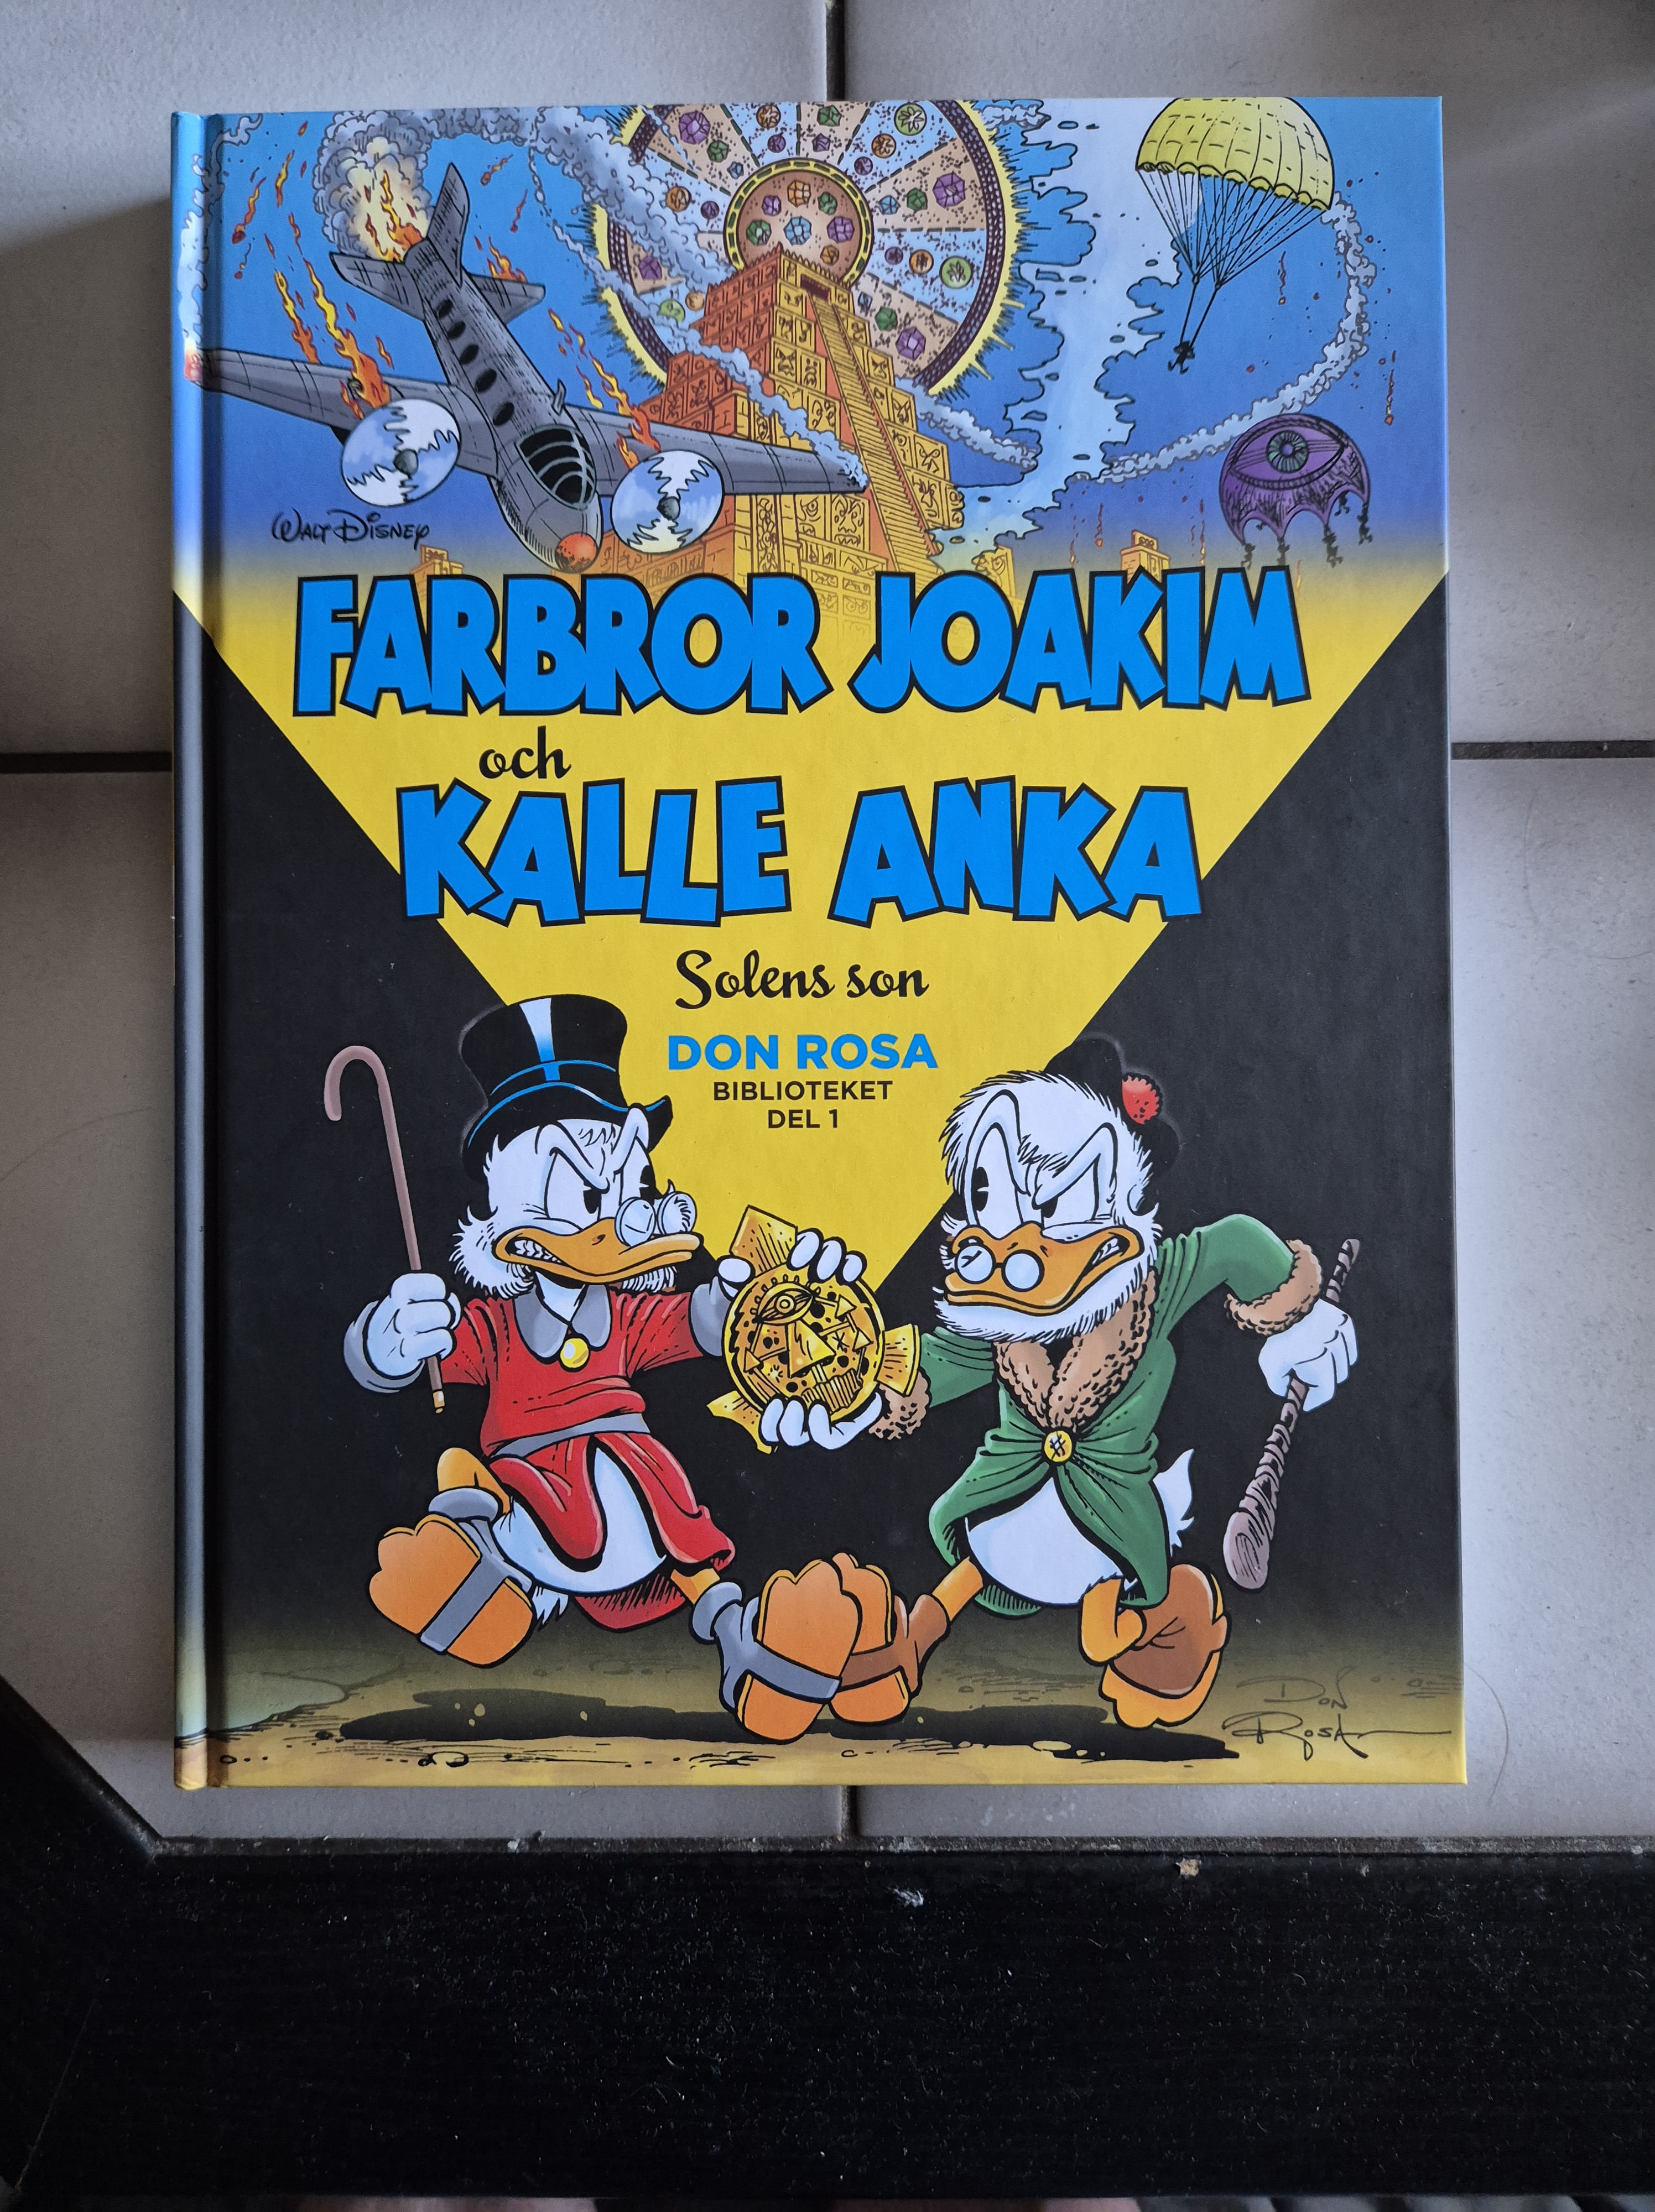 WALT DISNEY
FARBROR JOAKIM
och
KALLE ANKA
Solens son
DON ROSA
BIBLIOTEKET
DEL 1
DON
ROSA